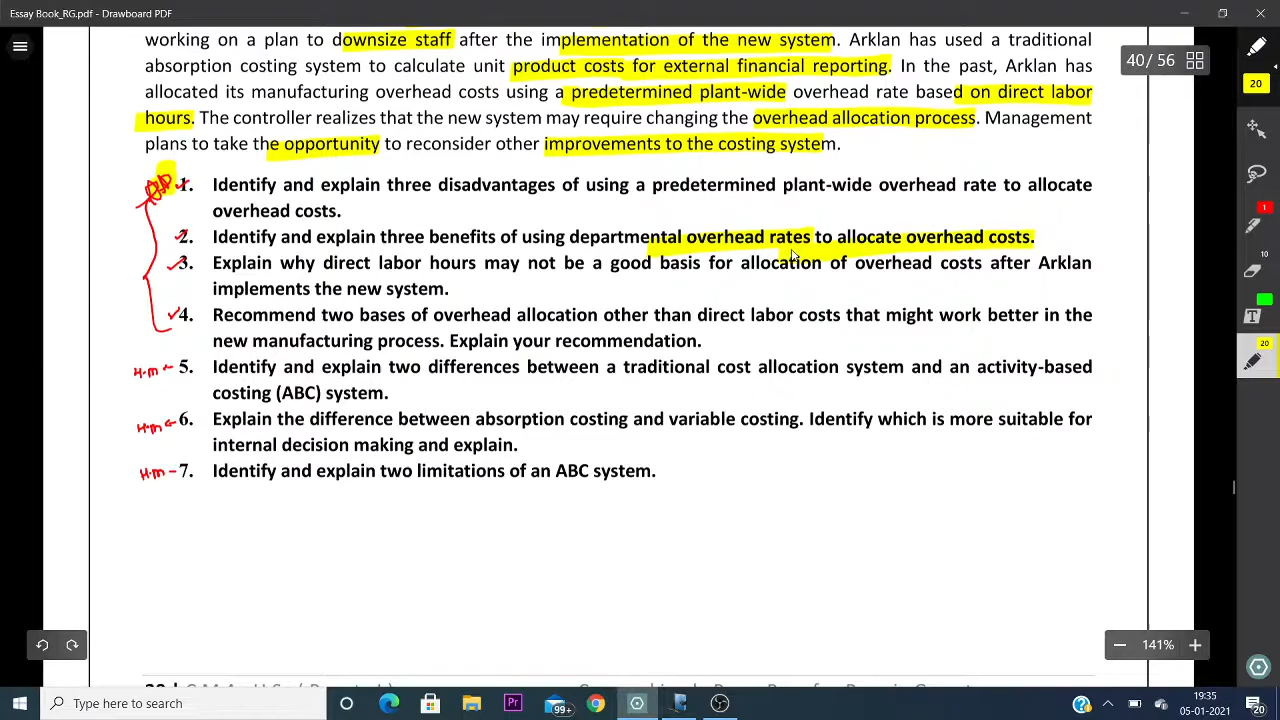 Essay Book_RG.pdf - Drawboard PDF
working on a plan to downsize staff after the implementation of the new system. Arklan has used a traditional
absorption costing system to calculate unit product costs for external financial reporting. In the past, Arklan has
allocated its manufacturing overhead costs using a predetermined plant-wide overhead rate based on direct labor
hours. The controller realizes that the new system may require changing the overhead allocation process. Management
plans to take the opportunity to reconsider other improvements to the costing system.
40/56
20
1. Identify and explain three disadvantages of using a predetermined plant-wide overhead rate to allocate
overhead costs.
2. Identify and explain three benefits of using departmental overhead rates to allocate overhead costs.
3. Explain why direct labor hours may not be a good basis for allocation of overhead costs after Arklan
implements the new system.
4. Recommend two bases of overhead allocation other than direct labor costs that might work better in the
new manufacturing process. Explain your recommendation.
H.m 5. Identify and explain two differences between a traditional cost allocation system and an activity-based
costing (ABC) system.
H.m 6. Explain the difference between absorption costing and variable costing. Identify which is more suitable for
internal decision making and explain.
H.m - 7. Identify and explain two limitations of an ABC system.
1
10
T
20
141%
Type here to search
Pr
99+
19:35
05-01-2021
20